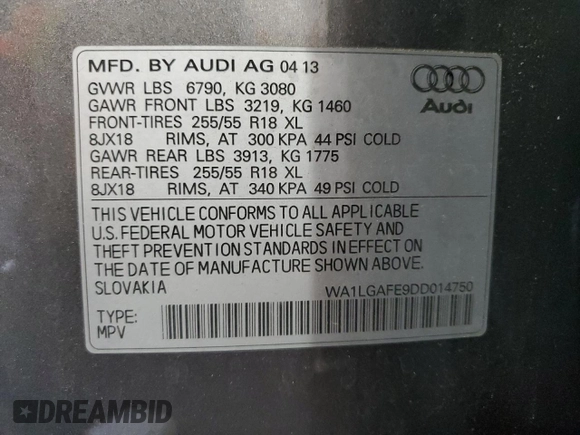 MFD. BY AUDI AG 04 13
GVWR LBS 6790, KG 3080
GAWR FRONT LBS 3219, KG 1460
FRONT-TIRES 255/55 R18 XL
8JX18 RIMS, AT 300 KPA 44 PSI COLD
GAWR REAR LBS 3913, KG 1775
REAR-TIRES 255/55 R18 XL
8JX18 RIMS, AT 340 KPA 49 PSI COLD
Audi
THIS VEHICLE CONFORMS TO ALL APPLICABLE
U.S. FEDERAL MOTOR VEHICLE SAFETY AND
THEFT PREVENTION STANDARDS IN EFFECT ON
THE DATE OF MANUFACTURE SHOWN ABOVE.
SLOVAKIA
WA1LGAFE9DD014750
TYPE:
MPV
DREAMBID